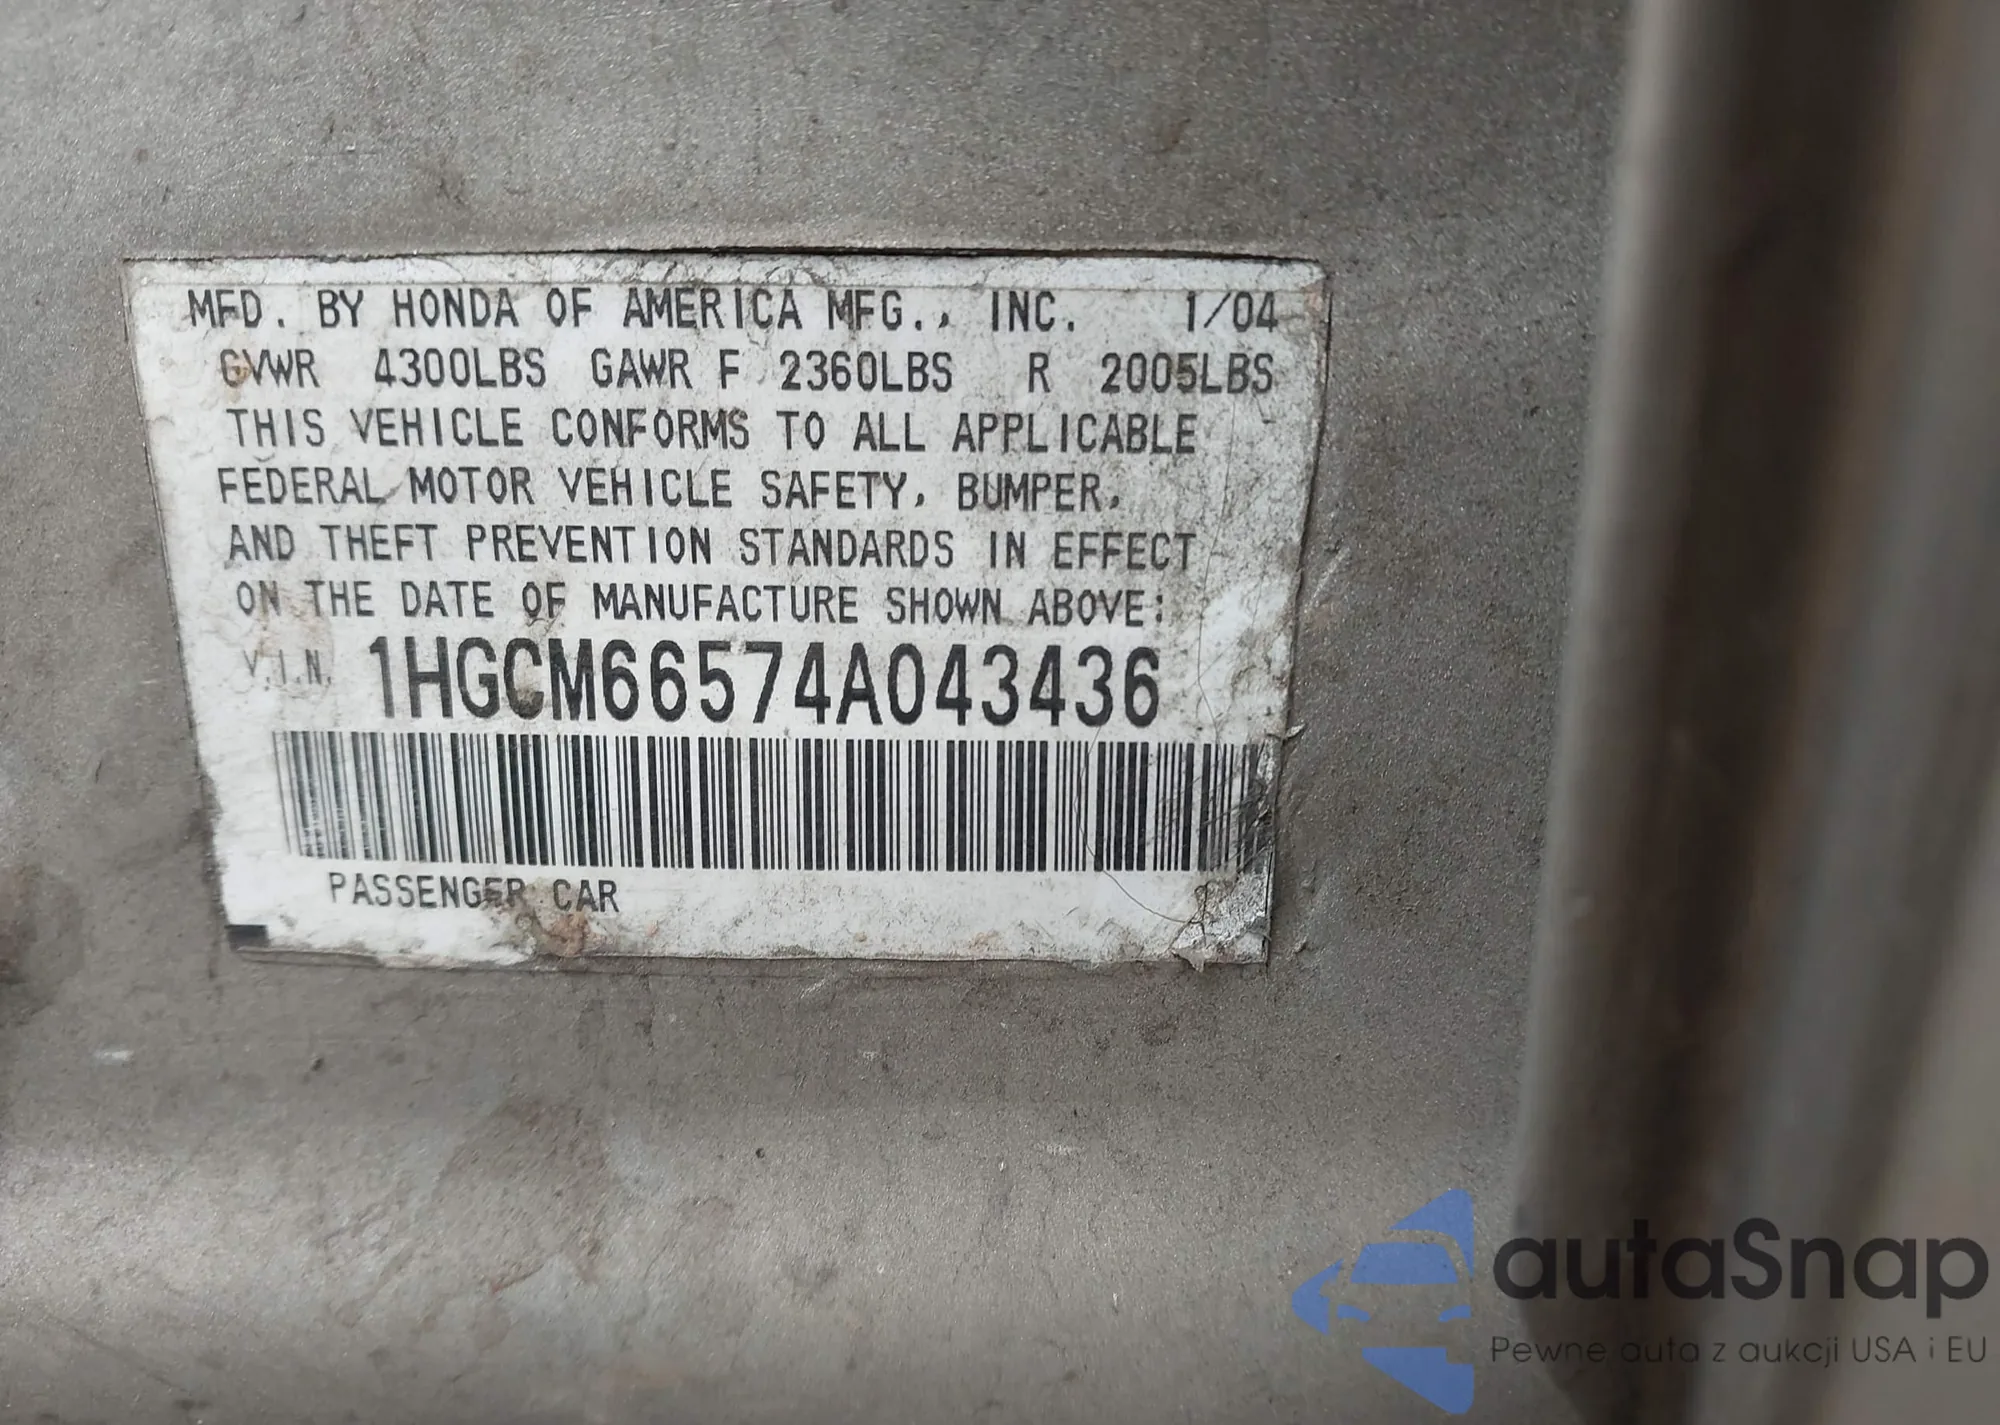 MFD. BY HONDA OF AMERICA MFG., INC. 1/04
GVWR 4300LBS GAWR F 2360LBS R 2005LBS
THIS VEHICLE CONFORMS TO ALL APPLICABLE
FEDERAL MOTOR VEHICLE SAFETY, BUMPER,
AND THEFT PREVENTION STANDARDS IN EFFECT
ON THE DATE OF MANUFACTURE SHOWN ABOVE:
V.I.N. 1HGCM66574A043436
PASSENGER CAR
autaSnap
Pewne auta z aukcji USA i EU